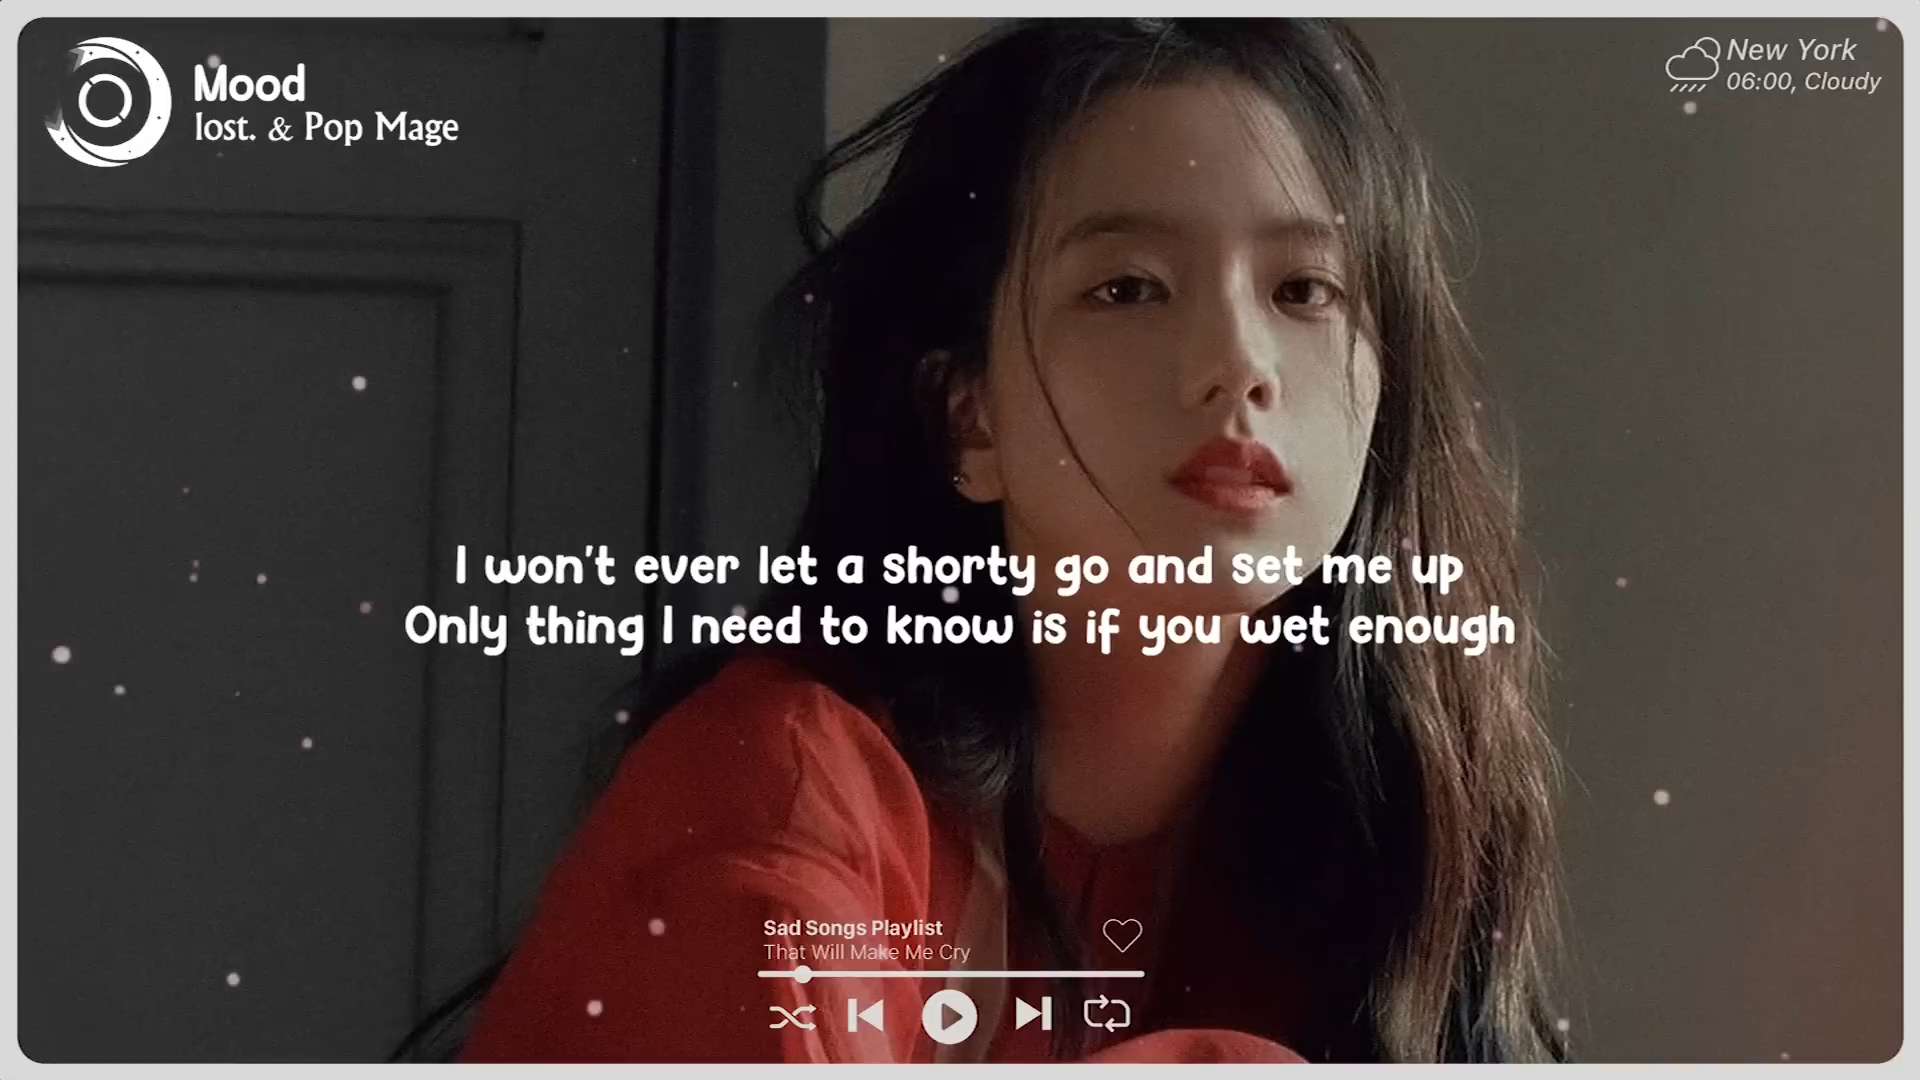 Mood
lost. & Pop Mage
New York
06:00, Cloudy
I won't ever let a shorty go and set me up
Only thing I need to know is if you wet enough
Sad Songs Playlist
That Will Make Me Cry